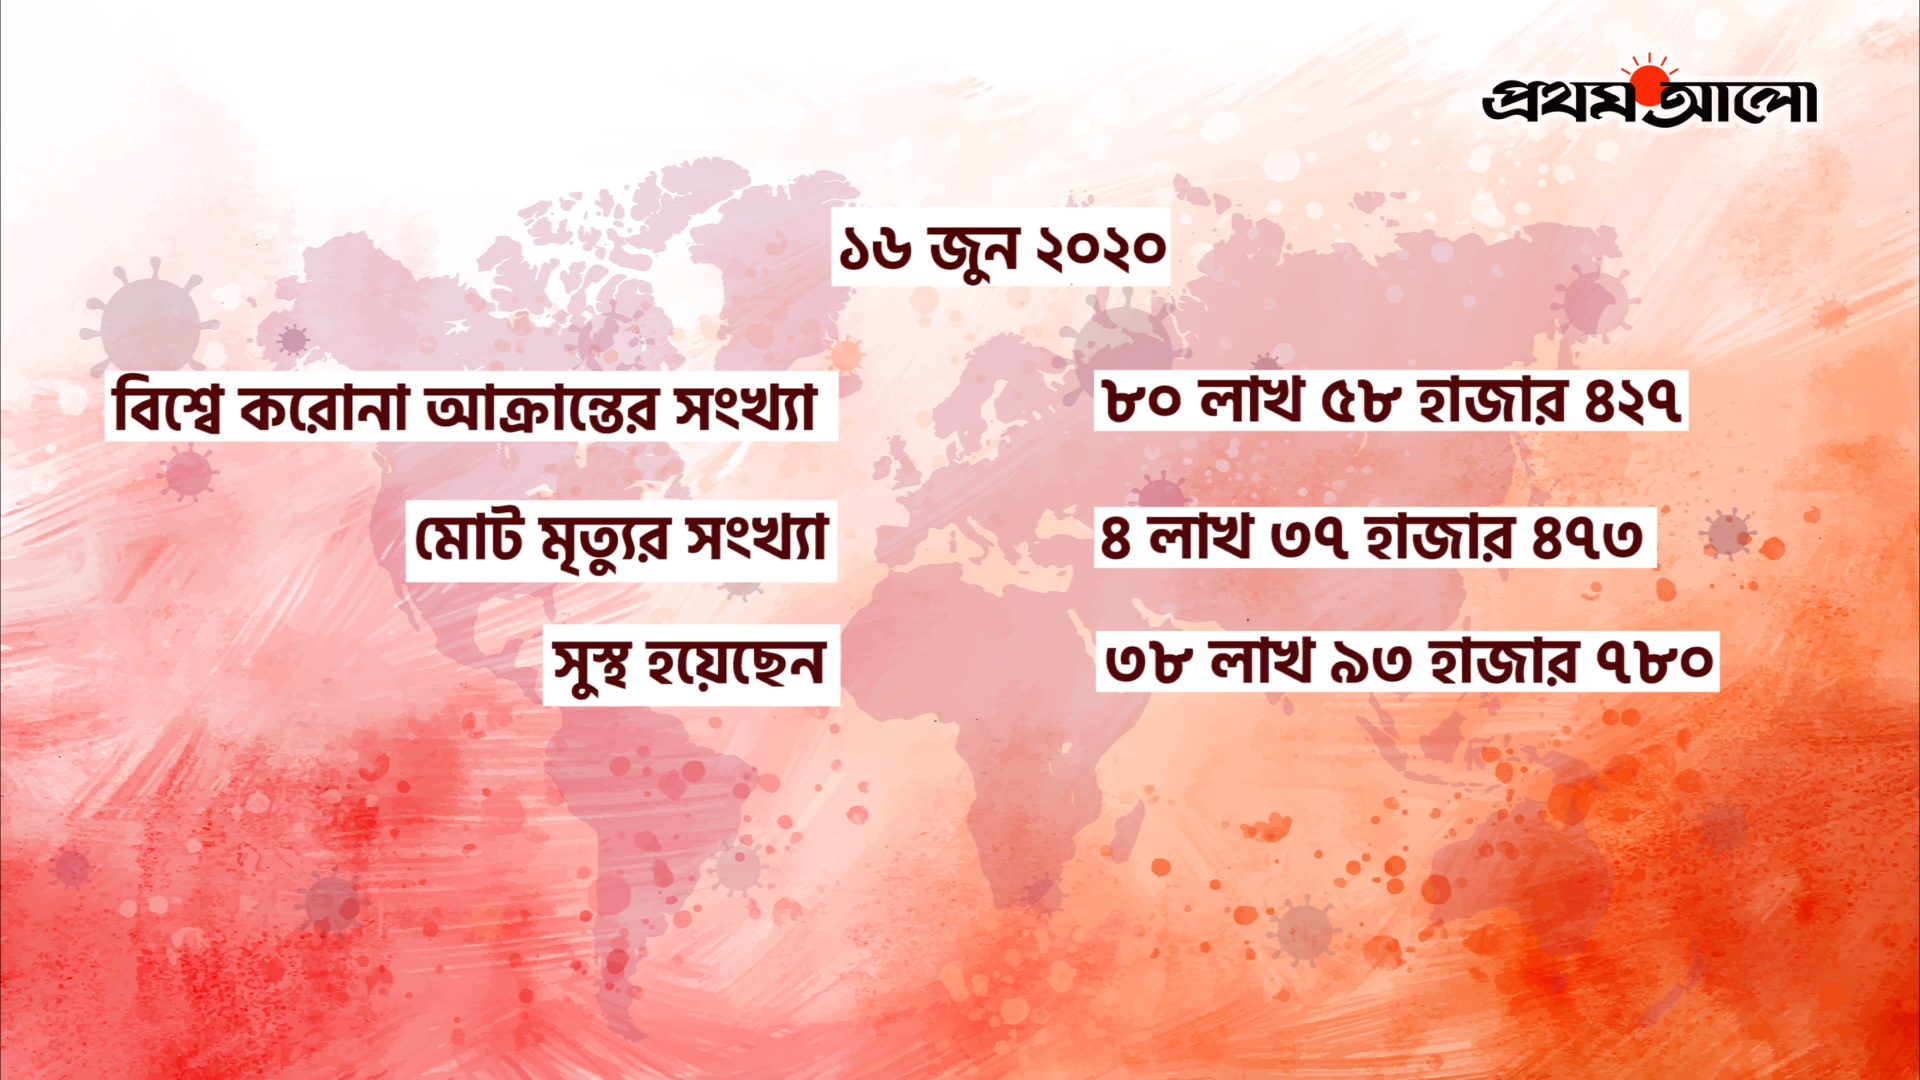 প্রথম আলো
১৬ জুন ২০২০
বিশ্বে করোনা আক্রান্তের সংখ্যা ৮০ লাখ ৫৮ হাজার ৪২৭
মোট মৃত্যুর সংখ্যা ৪ লাখ ৩৭ হাজার ৪৭৩
সুস্থ হয়েছেন ৩৮ লাখ ৯৩ হাজার ৭৮০